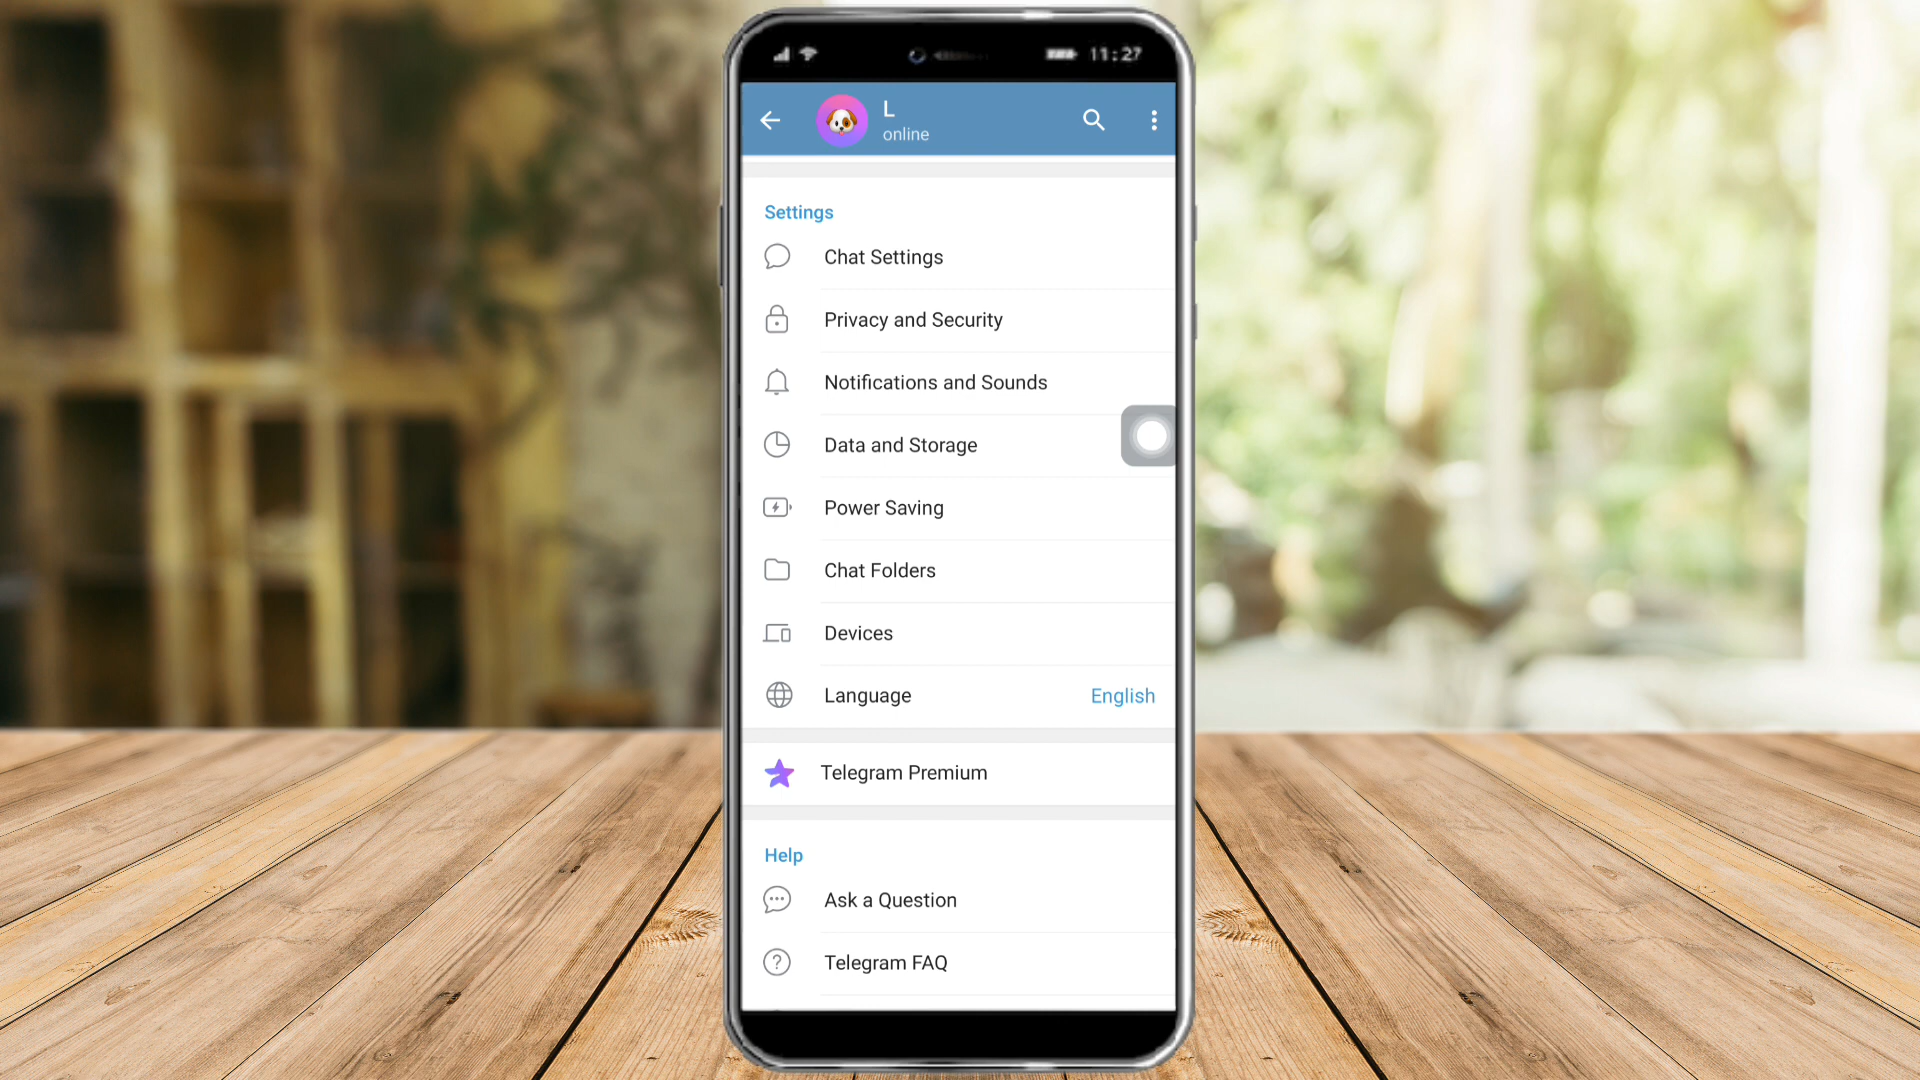 11:27
L
online
Settings
Chat Settings
Privacy and Security
Notifications and Sounds
Data and Storage
Power Saving
Chat Folders
Devices
Language English
Telegram Premium
Help
Ask a Question
Telegram FAQ